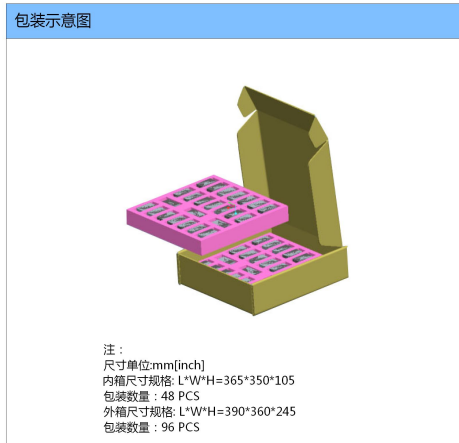 包装示意图
注：
尺寸单位:mm[inch]
内箱尺寸规格: L*W*H=365*350*105
包装数量：48 PCS
外箱尺寸规格: L*W*H=390*360*245
包装数量：96 PCS